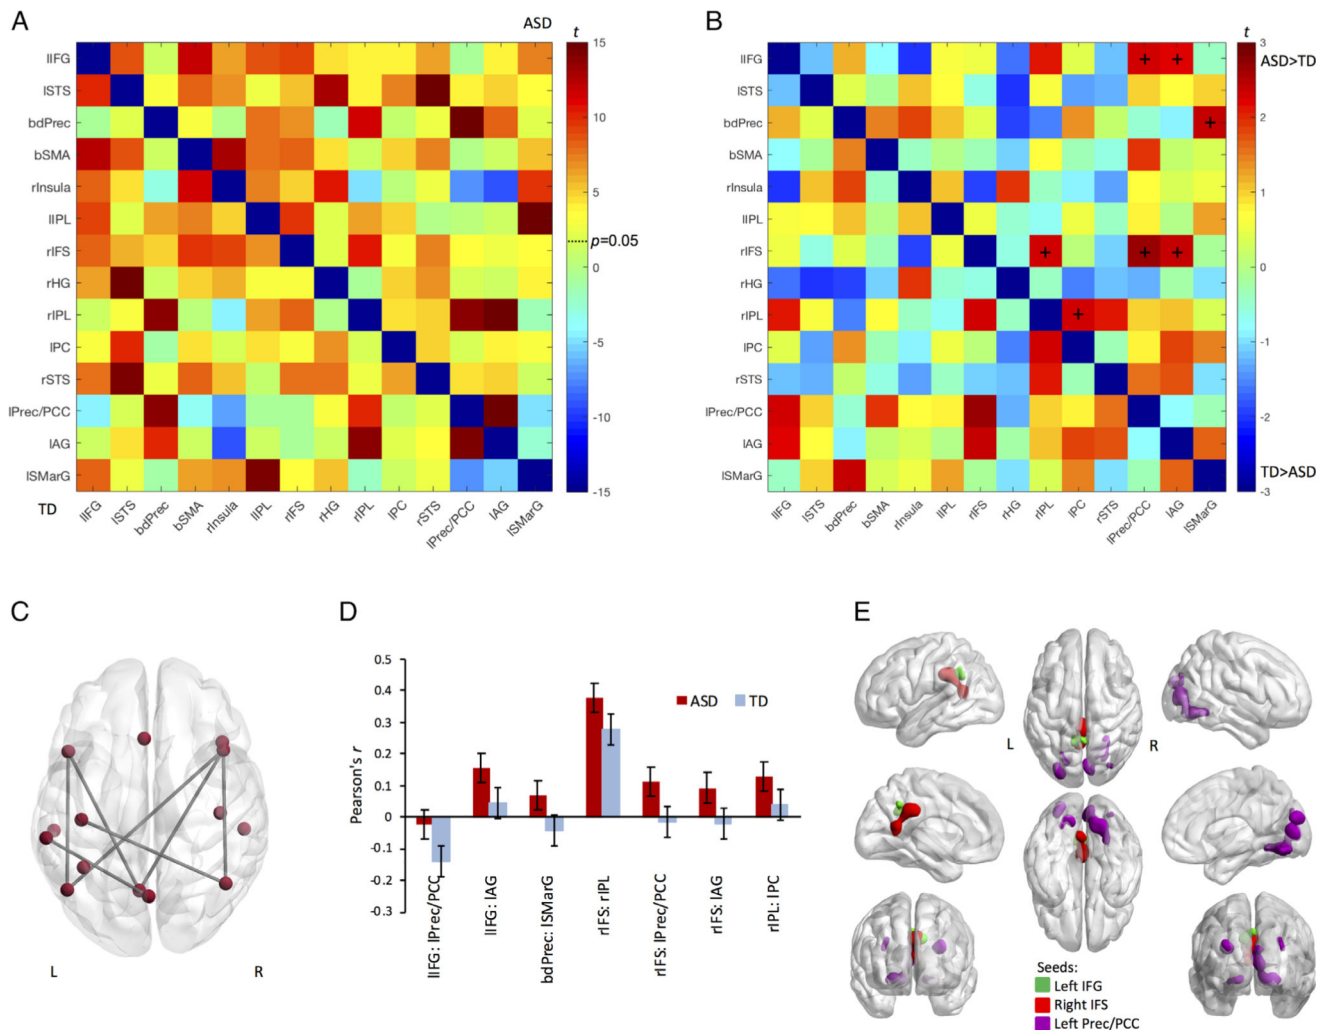 A
ASD
t
lIFG
lSTS
bdPrec
bSMA
rInsula
lIPL
rIFS
rHG
rIPL
lPC
rSTS
lPrec/PCC
lAG
lSMarG
TD
lIFG
lSTS
bdPrec
bSMA
rInsula
lIPL
rIFS
rHG
rIPL
lPC
rSTS
lPrec/PCC
lAG
lSMarG
15
10
5
p=0.05
0
-5
-10
-15
B
t
lIFG
lSTS
bdPrec
bSMA
rInsula
lIPL
rIFS
rHG
rIPL
lPC
rSTS
lPrec/PCC
lAG
lSMarG
+ +
+
+ + +
+
lIFG
lSTS
bdPrec
bSMA
rInsula
lIPL
rIFS
rHG
rIPL
lPC
rSTS
lPrec/PCC
lAG
lSMarG
3
ASD>TD
2
1
0
-1
-2
TD>ASD
-3
C
L R
D
Pearson's r
0.5
0.4
0.3
0.2
0.1
0
-0.1
-0.2
-0.3
ASD TD
lIFG: lPrec/PCC
lIFG: lAG
bdPrec: lSMarG
rIFS: rIPL
rIFS: lPrec/PCC
rIFS: lAG
rIPL: lPC
E
L R
Seeds:
Left IFG
Right IFS
Left Prec/PCC